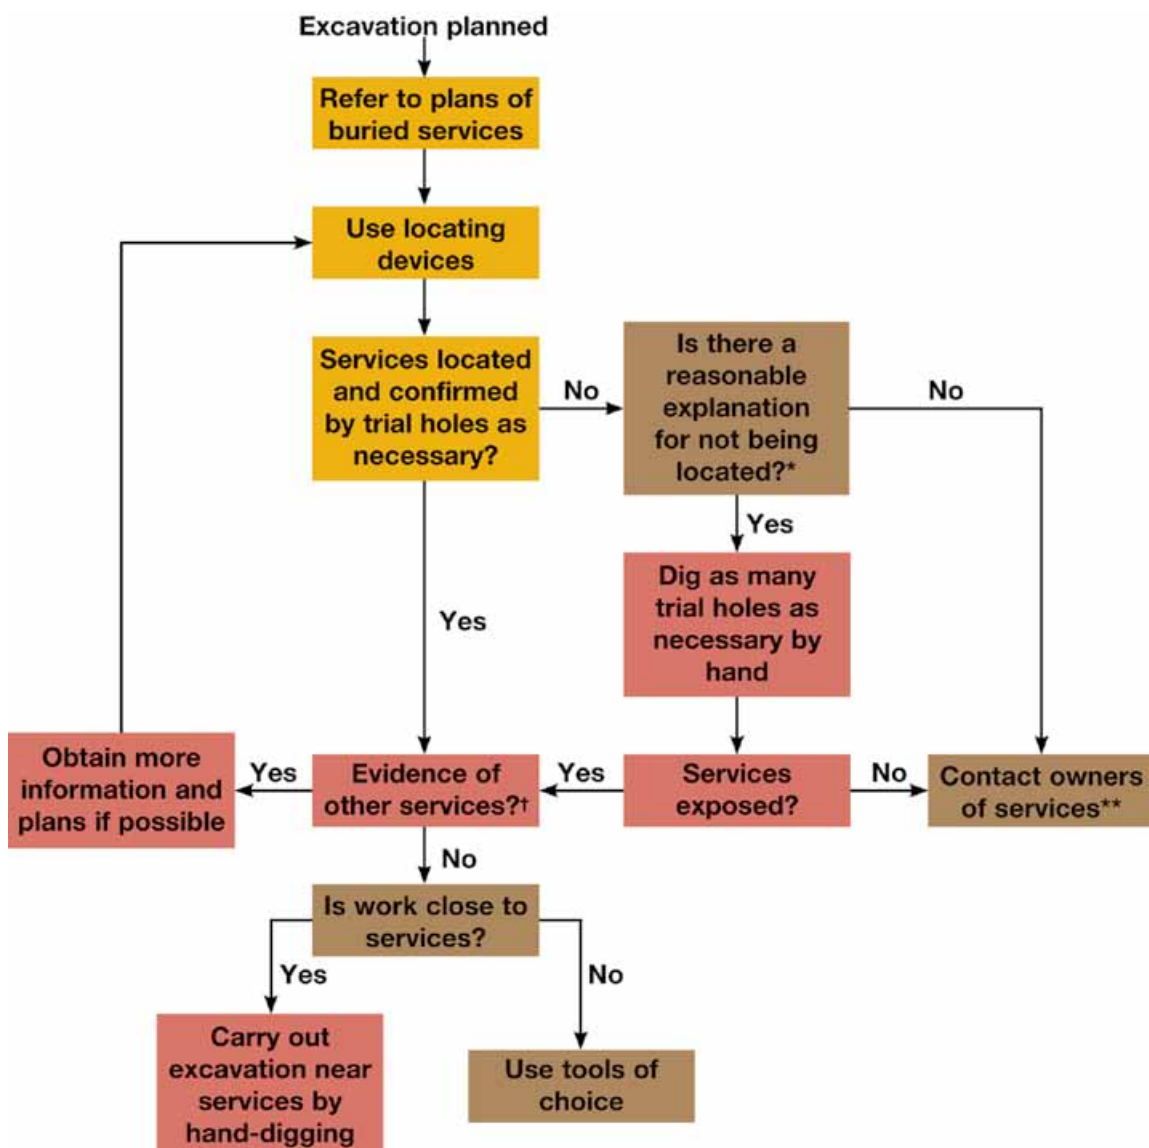 Excavation planned
Refer to plans of
buried services
Use locating
devices
Services located
and confirmed
by trial holes as
necessary?
No
Is there a
reasonable
explanation
for not being
located?*
No
Yes
Dig as many
trial holes as
necessary by
hand
Yes
Obtain more
information and
plans if possible
Yes
Evidence of
other services?†
Yes
Services
exposed?
No
Contact owners
of services**
No
Is work close to
services?
Yes
No
Carry out
excavation near
services by
hand-digging
Use tools of
choice